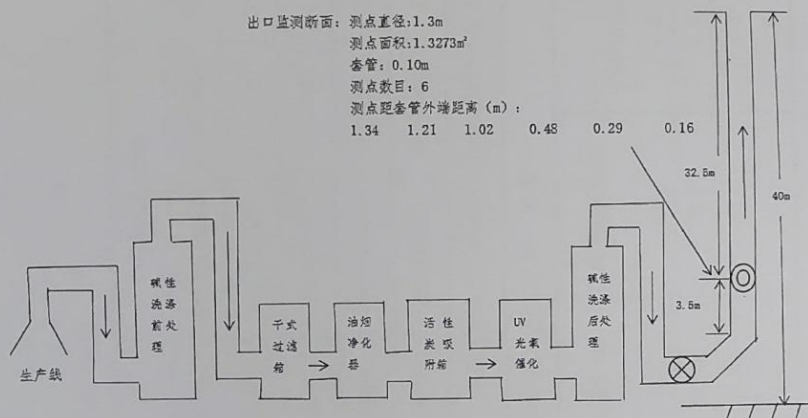 出口监测断面：测点直径:1.3m
测点面积:1.3273㎡
套管：0.10m
测点数目：6
测点距套管外端距离（m）：
1.34 1.21 1.02 0.48 0.29 0.16
32.5m
40m
3.5m
生产线
碱性
洗涤
前处
理
干式
过滤
箱
油烟
净化
器
活性
炭吸
附箱
UV
光氧
催化
碱性
洗涤
后处
理